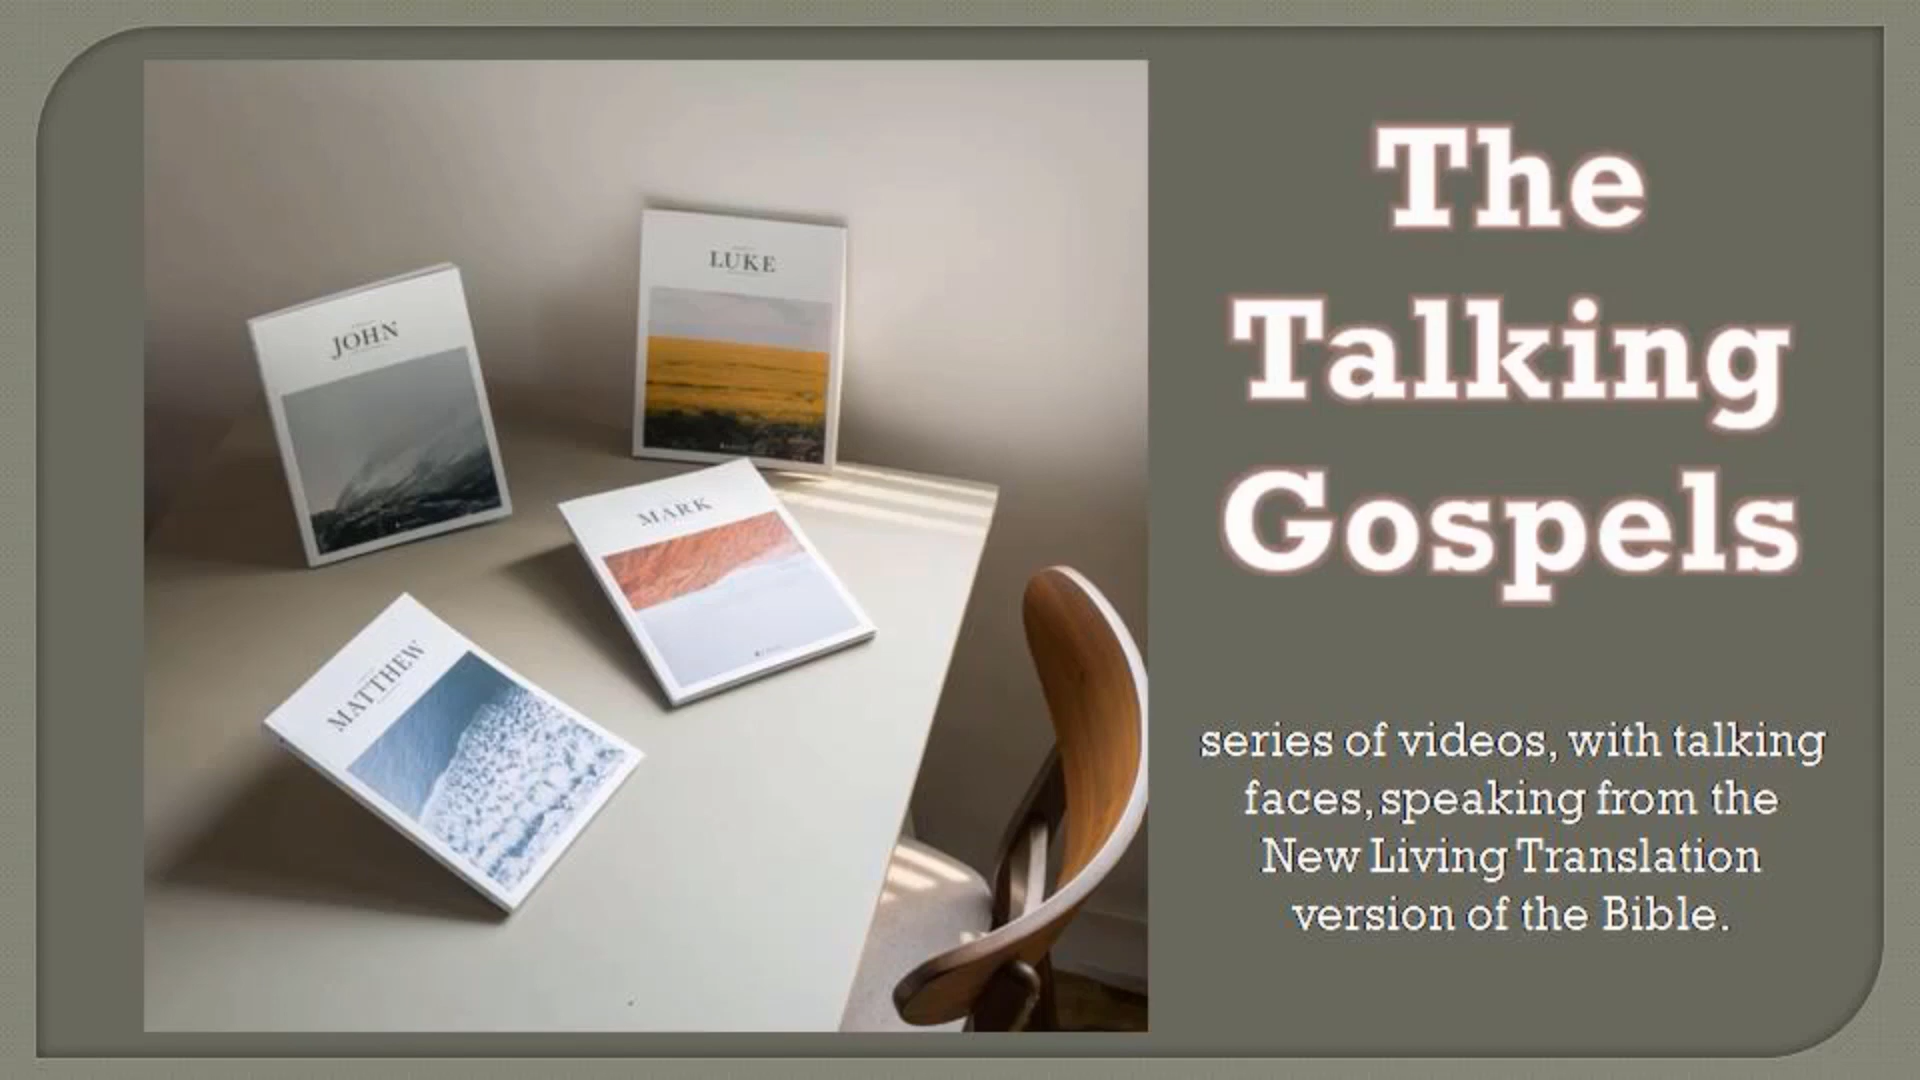 The
Talking
Gospels
series of videos, with talking
faces, speaking from the
New Living Translation
version of the Bible.
LUKE
JOHN
MARK
MATTHEW